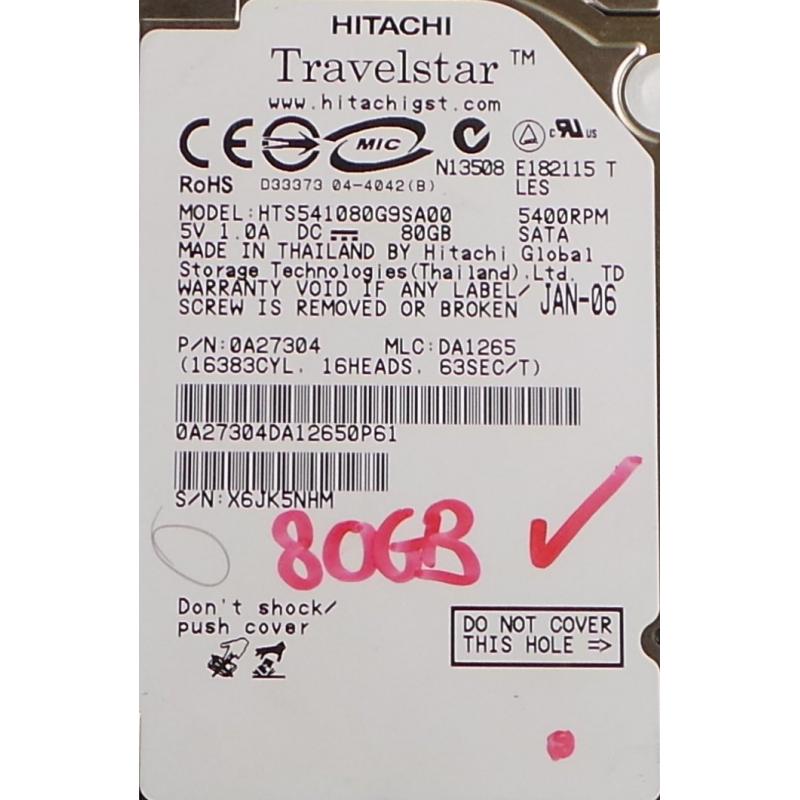 HITACHI
Travelstar™
www.hitachigst.com
CE MIC c UL us
N13508 E182115 T
RoHS D33373 04-4042(B) LES
MODEL:HTS541080G9SA00 5400RPM
5V 1.0A DC 80GB SATA
MADE IN THAILAND BY Hitachi Global
Storage Technologies(Thailand).Ltd. TD
WARRANTY VOID IF ANY LABEL/ JAN-06
SCREW IS REMOVED OR BROKEN
P/N:0A27304 MLC:DA1265
(16383CYL. 16HEADS. 63SEC/T)
0A27304DA12650P61
S/N:X6JK5NHM
80GB
Don't shock/
push cover
DO NOT COVER
THIS HOLE =>